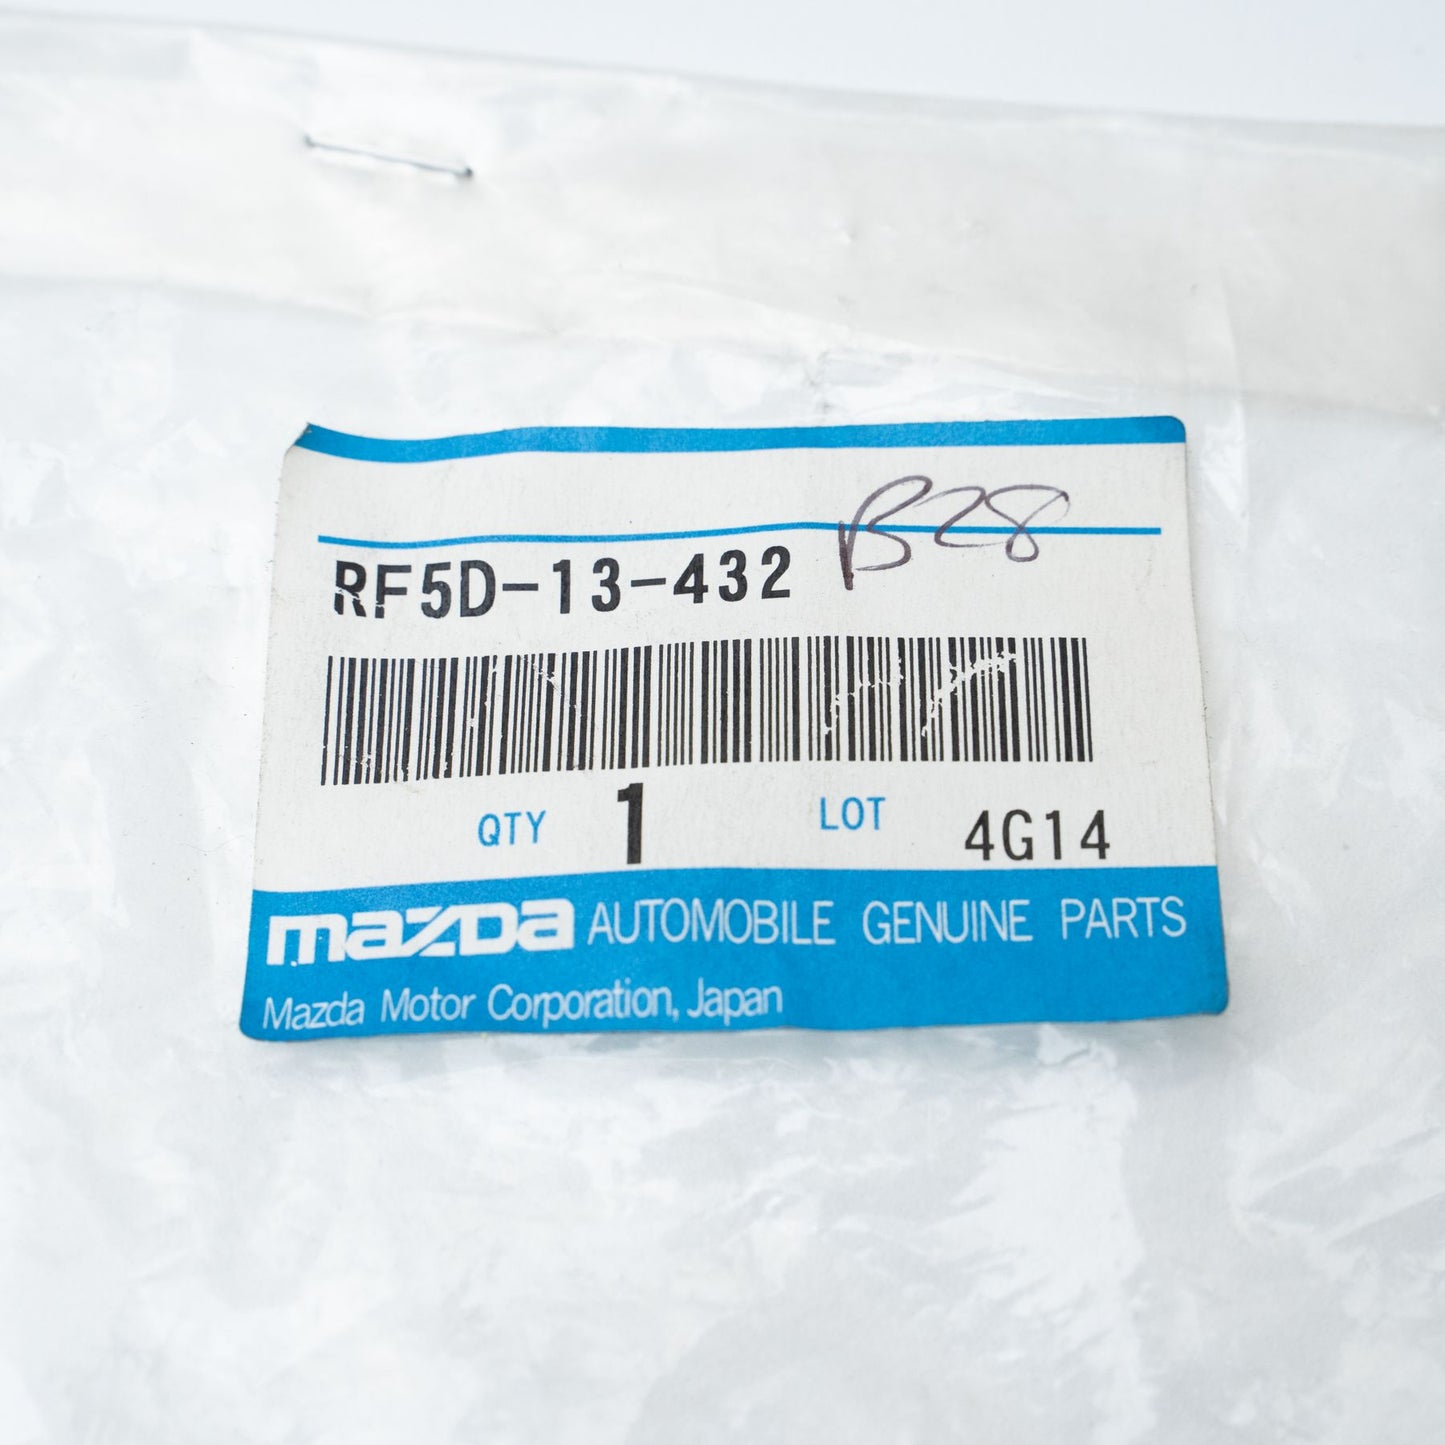 B28
RF5D-13-432
QTY 1 LOT 4G14
mazda AUTOMOBILE GENUINE PARTS
Mazda Motor Corporation, Japan